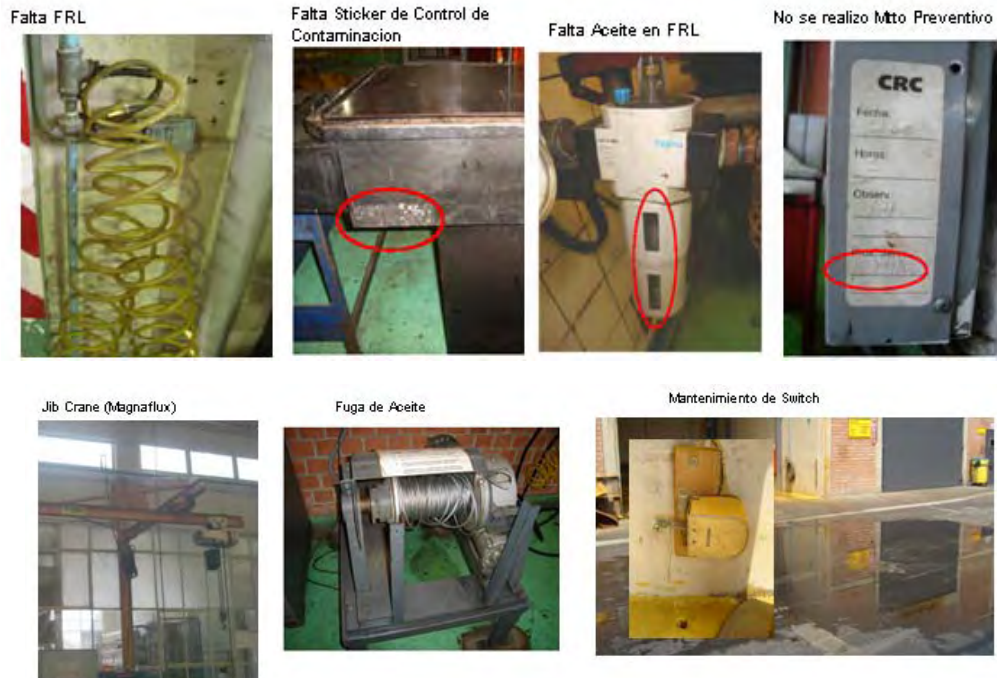 Falta FRL
Falta Sticker de Control de
Contaminacion
Falta Aceite en FRL
No se realizo Mtto Preventivo
CRC
Fecha:
Horas:
Observ.
Jib Crane (Magnaflux)
Fuga de Aceite
Mantenimiento de Switch